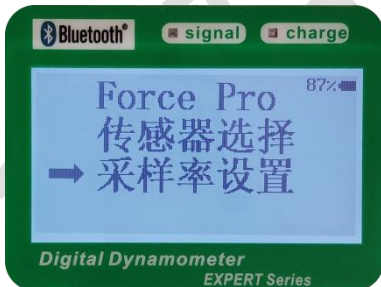 Bluetooth®
signal
charge
Force Pro
87%
传感器选择
采样率设置
Digital Dynamometer
EXPERT Series